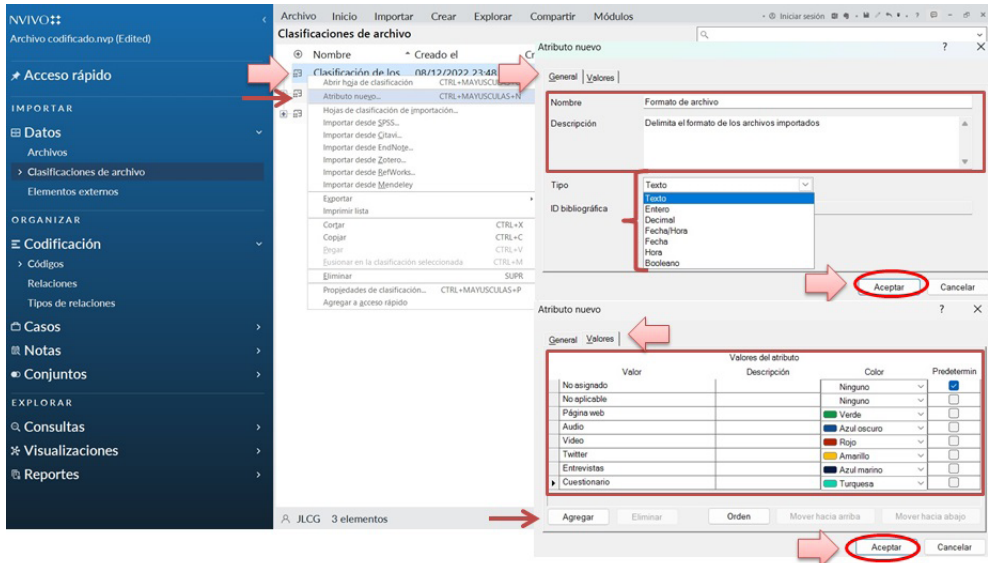 NVIVO
Archivo codificado.nvp (Edited)
Acceso rápido
IMPORTAR
Datos
Archivos
Clasificaciones de archivo
Elementos externos
ORGANIZAR
Codificación
Códigos
Relaciones
Tipos de relaciones
Casos
Notas
Conjuntos
EXPLORAR
Consultas
Visualizaciones
Reportes
Archivo Inicio Importar Crear Explorar Compartir Módulos
Iniciar sesión
Clasificaciones de archivo
Nombre Creado el Cr
Clasificación de los 08/12/2022 23:48
Abrir hoja de clasificación
Atributo nuevo... CTRL+MAYUSCULAS+N
Hojas de clasificación de importación...
Importar desde SPSS...
Importar desde Citavi...
Importar desde EndNote...
Importar desde Zotero...
Importar desde RefWorks...
Importar desde Mendeley
Exportar
Imprimir lista
Cortar CTRL+X
Copiar CTRL+C
Pegar CTRL+V
Fusionar en la clasificación seleccionada CTRL+M
Eliminar SUPR
Propiedades de clasificación... CTRL+MAYUSCULAS+P
Agregar a acceso rápido
JLCG 3 elementos
Atributo nuevo ? X
General Valores
Nombre Formato de archivo
Descripción Delimita el formato de los archivos importados
Tipo Texto
ID bibliográfica
Texto
Entero
Decimal
Fecha/Hora
Fecha
Hora
Booleano
Aceptar Cancelar
Atributo nuevo ? X
General Valores
Valores del atributo
Valor Descripción Color Predetermin
No asignado Ninguno
No aplicable Ninguno
Página web Verde
Audio Azul oscuro
Video Rojo
Twitter Amarillo
Entrevistas Azul marino
Cuestionario Turquesa
Agregar Eliminar Orden Mover hacia arriba Mover hacia abajo
Aceptar Cancelar